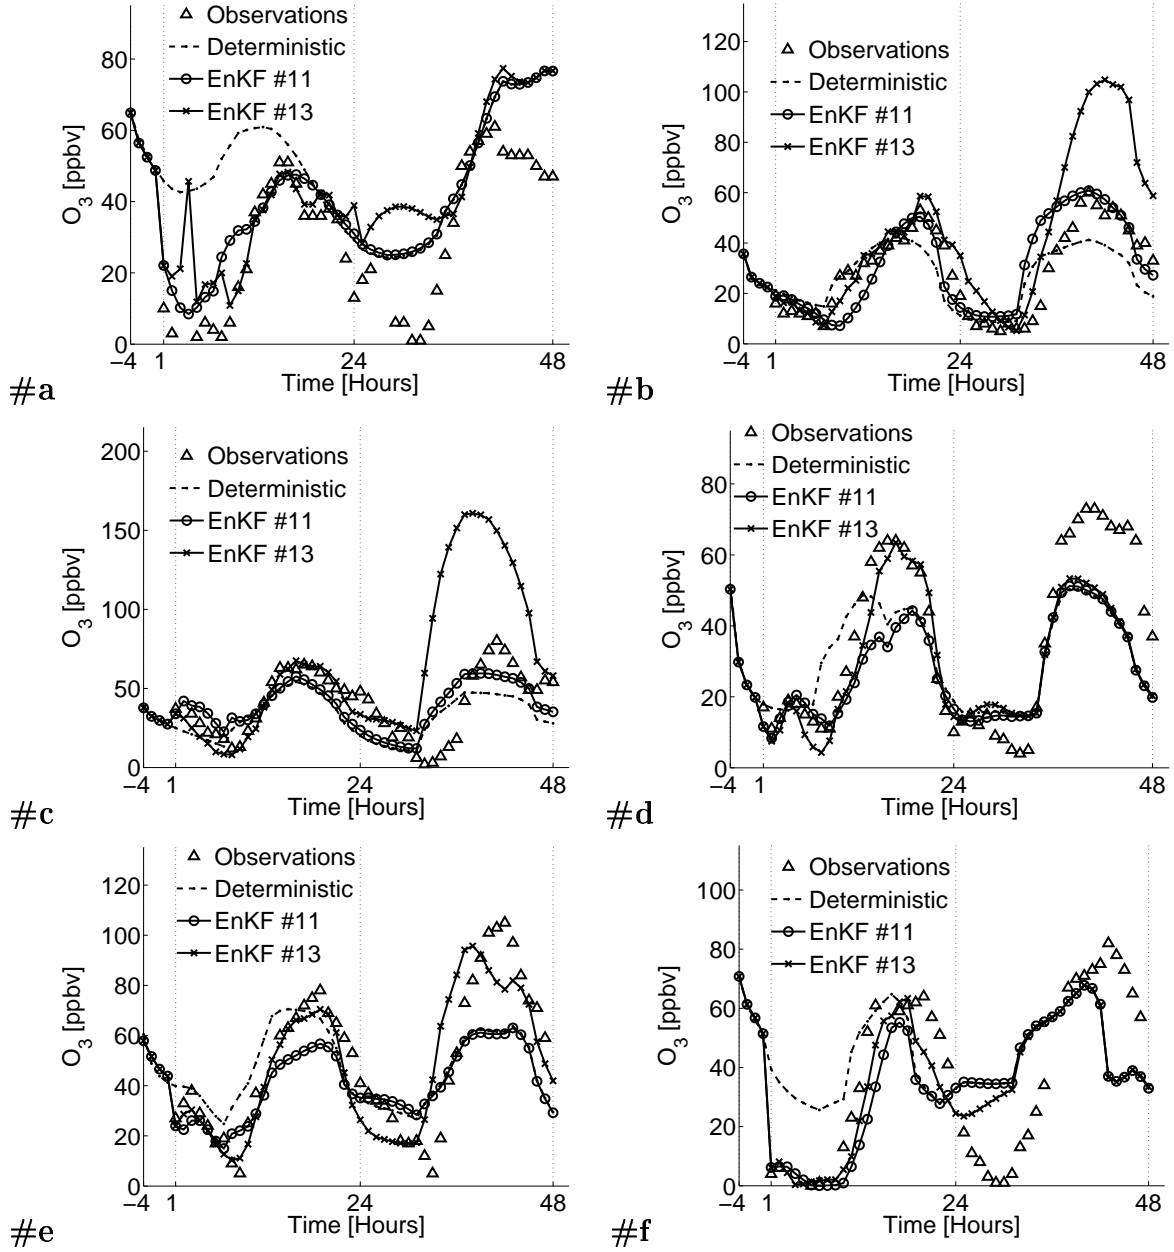 Observations
Deterministic
EnKF #11
EnKF #13
80
60
40
20
0
O3 [ppbv]
−4 1 24 48
Time [Hours]
#a
Observations
Deterministic
EnKF #11
EnKF #13
120
100
80
60
40
20
0
O3 [ppbv]
−4 1 24 48
Time [Hours]
#b
Observations
Deterministic
EnKF #11
EnKF #13
200
150
100
50
0
O3 [ppbv]
−4 1 24 48
Time [Hours]
#c
Observations
Deterministic
EnKF #11
EnKF #13
80
60
40
20
0
O3 [ppbv]
−4 1 24 48
Time [Hours]
#d
Observations
Deterministic
EnKF #11
EnKF #13
120
100
80
60
40
20
0
O3 [ppbv]
−4 1 24 48
Time [Hours]
#e
Observations
Deterministic
EnKF #11
EnKF #13
100
80
60
40
20
0
O3 [ppbv]
−4 1 24 48
Time [Hours]
#f